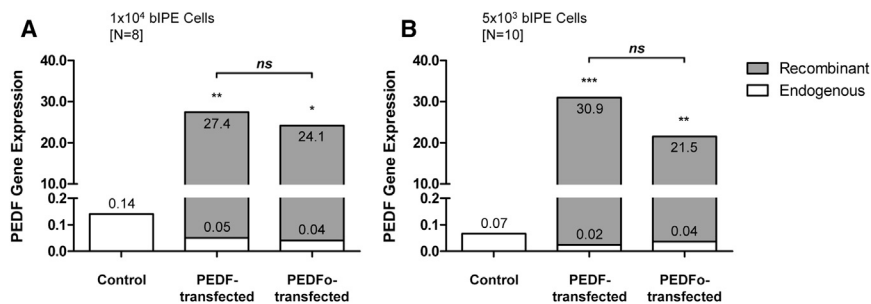 A
1x10⁴ bIPE Cells
[N=8]
PEDF Gene Expression
40.0
30.0
20.0
10.0
0.2
0.1
0.0
ns
**
*
27.4
24.1
0.14
0.05
0.04
Control
PEDF-
transfected
PEDFo-
transfected
B
5x10³ bIPE Cells
[N=10]
PEDF Gene Expression
40.0
30.0
20.0
10.0
0.2
0.1
0.0
ns
***
**
30.9
21.5
0.07
0.02
0.04
Control
PEDF-
transfected
PEDFo-
transfected
Recombinant
Endogenous